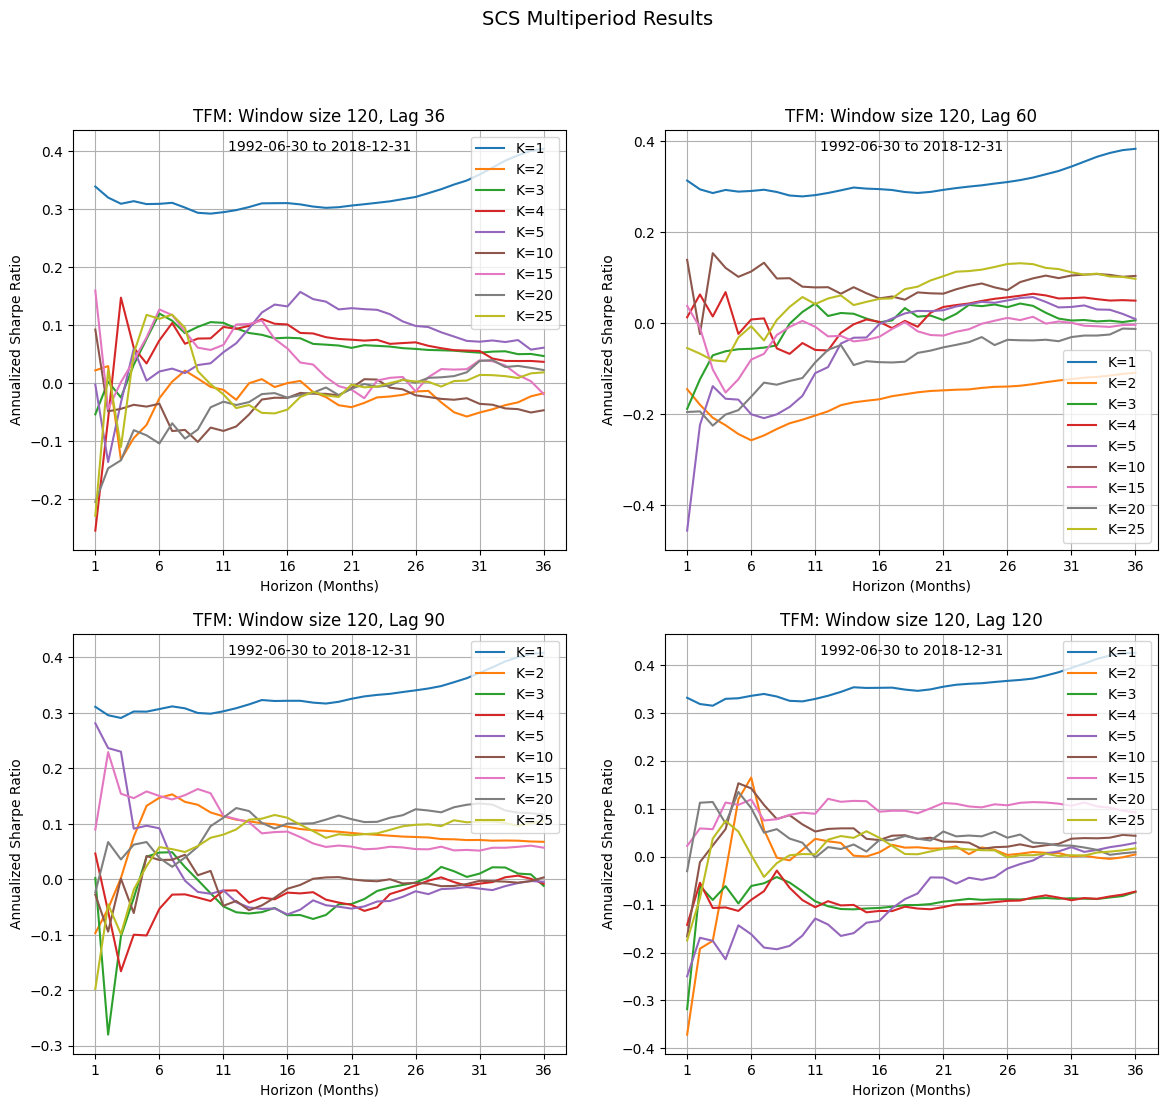 SCS Multiperiod Results
TFM: Window size 120, Lag 36
1992-06-30 to 2018-12-31
Annualized Sharpe Ratio
0.4
0.3
0.2
0.1
0.0
−0.1
−0.2
K=1
K=2
K=3
K=4
K=5
K=10
K=15
K=20
K=25
1 6 11 16 21 26 31 36
Horizon (Months)
TFM: Window size 120, Lag 60
1992-06-30 to 2018-12-31
Annualized Sharpe Ratio
0.4
0.2
0.0
−0.2
−0.4
K=1
K=2
K=3
K=4
K=5
K=10
K=15
K=20
K=25
1 6 11 16 21 26 31 36
Horizon (Months)
TFM: Window size 120, Lag 90
1992-06-30 to 2018-12-31
Annualized Sharpe Ratio
0.4
0.3
0.2
0.1
0.0
−0.1
−0.2
−0.3
K=1
K=2
K=3
K=4
K=5
K=10
K=15
K=20
K=25
1 6 11 16 21 26 31 36
Horizon (Months)
TFM: Window size 120, Lag 120
1992-06-30 to 2018-12-31
Annualized Sharpe Ratio
0.4
0.3
0.2
0.1
0.0
−0.1
−0.2
−0.3
−0.4
K=1
K=2
K=3
K=4
K=5
K=10
K=15
K=20
K=25
1 6 11 16 21 26 31 36
Horizon (Months)